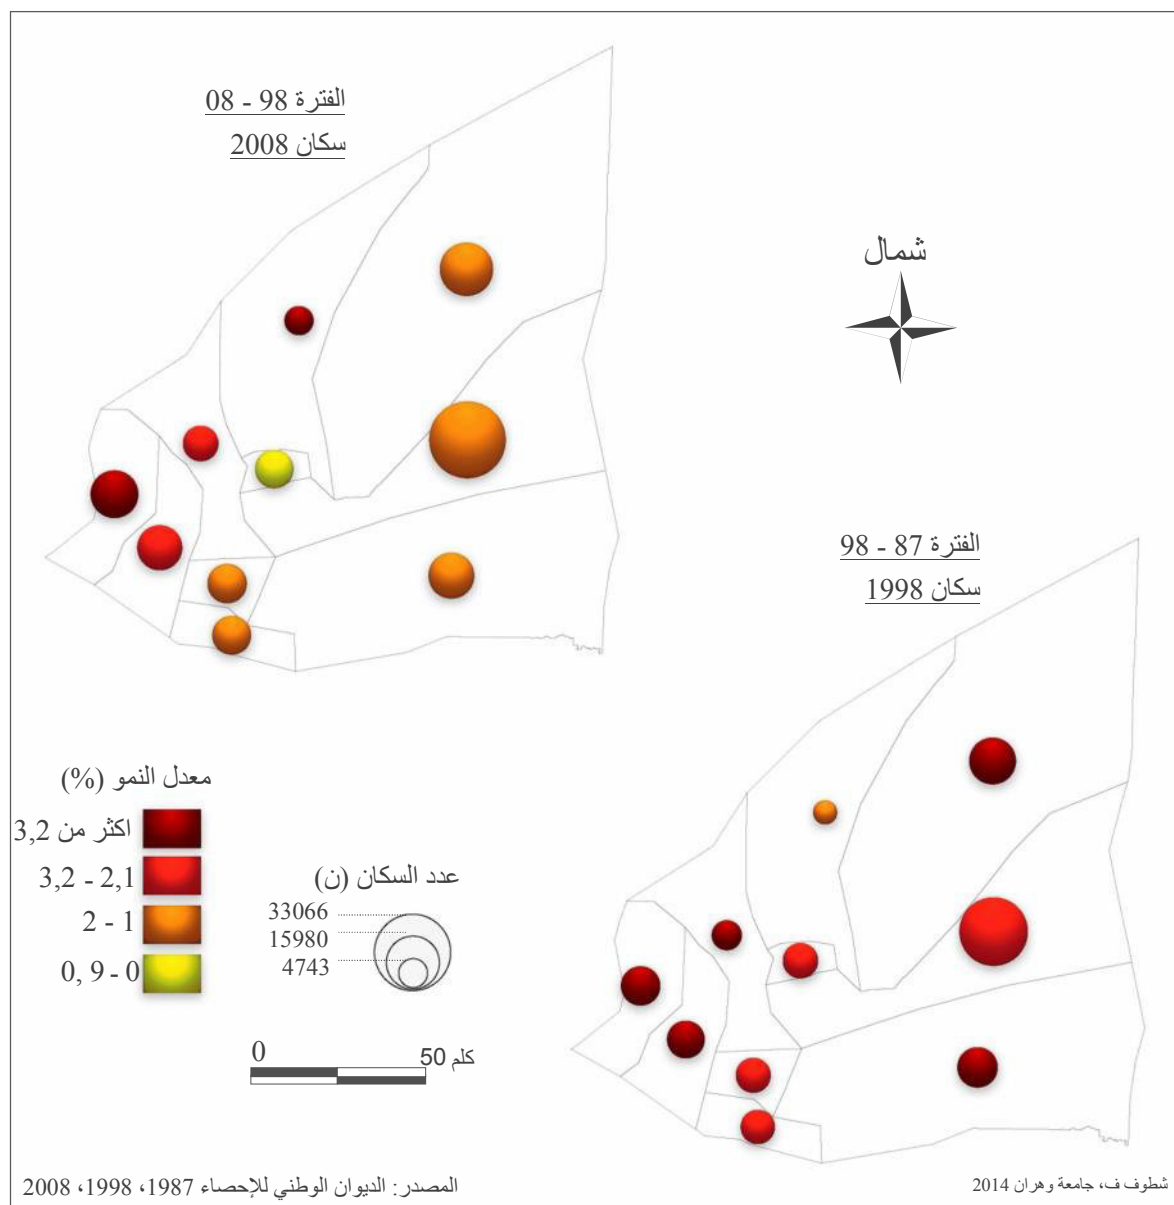 الفترة 98 - 08
سكان 2008
شمال
الفترة 87 - 98
سكان 1998
معدل النمو (%)
اكثر من 3,2
3,2 - 2,1
2 - 1
0,9 - 0
عدد السكان (ن)
33066
15980
4743
0
50 كلم
المصدر: الديوان الوطني للإحصاء 1987، 1998، 2008
شطوف ف، جامعة وهران 2014